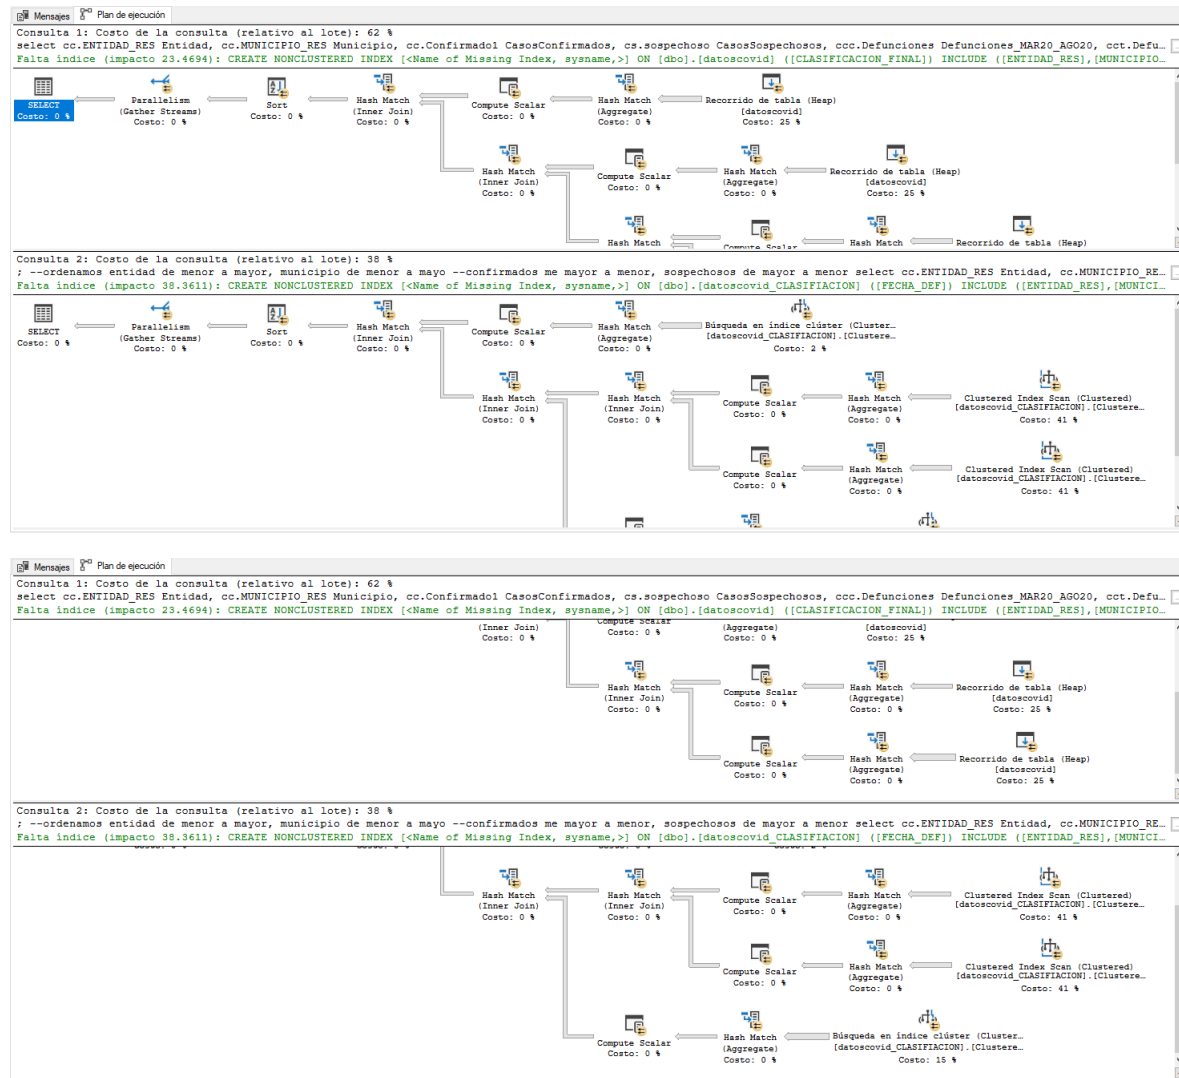 Mensajes Plan de ejecución
Consulta 1: Costo de la consulta (relativo al lote): 62 %
select cc.ENTIDAD_RES Entidad, cc.MUNICIPIO_RES Municipio, cc.Confirmado1 CasosConfirmados, cs.sospechoso CasosSospechosos, ccc.Defunciones Defunciones_MAR20_AGO20, cct.Defu…
Falta índice (impacto 23.4694): CREATE NONCLUSTERED INDEX [<Name of Missing Index, sysname,>] ON [dbo].[datoscovid] ([CLASIFICACION_FINAL]) INCLUDE ([ENTIDAD_RES],[MUNICIPIO…
SELECT
Costo: 0 %
Parallelism
(Gather Streams)
Costo: 0 %
Sort
Costo: 0 %
Hash Match
(Inner Join)
Costo: 0 %
Compute Scalar
Costo: 0 %
Hash Match
(Aggregate)
Costo: 0 %
Recorrido de tabla (Heap)
[datoscovid]
Costo: 25 %
Hash Match
(Inner Join)
Costo: 0 %
Compute Scalar
Costo: 0 %
Hash Match
(Aggregate)
Costo: 0 %
Recorrido de tabla (Heap)
[datoscovid]
Costo: 25 %
Hash Match
Compute Scalar
Hash Match
Recorrido de tabla (Heap)
Consulta 2: Costo de la consulta (relativo al lote): 38 %
; --ordenamos entidad de menor a mayor, municipio de menor a mayo --confirmados me mayor a menor, sospechosos de mayor a menor select cc.ENTIDAD_RES Entidad, cc.MUNICIPIO_RE…
Falta índice (impacto 38.3611): CREATE NONCLUSTERED INDEX [<Name of Missing Index, sysname,>] ON [dbo].[datoscovid_CLASIFIACION] ([FECHA_DEF]) INCLUDE ([ENTIDAD_RES],[MUNICI…
SELECT
Costo: 0 %
Parallelism
(Gather Streams)
Costo: 0 %
Sort
Costo: 0 %
Hash Match
(Inner Join)
Costo: 0 %
Compute Scalar
Costo: 0 %
Hash Match
(Aggregate)
Costo: 0 %
Búsqueda en índice clúster (Cluster…
[datoscovid_CLASIFIACION].[Clustere…
Costo: 2 %
Hash Match
(Inner Join)
Costo: 0 %
Hash Match
(Inner Join)
Costo: 0 %
Compute Scalar
Costo: 0 %
Hash Match
(Aggregate)
Costo: 0 %
Clustered Index Scan (Clustered)
[datoscovid_CLASIFIACION].[Clustere…
Costo: 41 %
Compute Scalar
Costo: 0 %
Hash Match
(Aggregate)
Costo: 0 %
Clustered Index Scan (Clustered)
[datoscovid_CLASIFIACION].[Clustere…
Costo: 41 %
Mensajes Plan de ejecución
Consulta 1: Costo de la consulta (relativo al lote): 62 %
select cc.ENTIDAD_RES Entidad, cc.MUNICIPIO_RES Municipio, cc.Confirmado1 CasosConfirmados, cs.sospechoso CasosSospechosos, ccc.Defunciones Defunciones_MAR20_AGO20, cct.Defu…
Falta índice (impacto 23.4694): CREATE NONCLUSTERED INDEX [<Name of Missing Index, sysname,>] ON [dbo].[datoscovid] ([CLASIFICACION_FINAL]) INCLUDE ([ENTIDAD_RES],[MUNICIPIO…
(Inner Join)
Costo: 0 %
Compute Scalar
Costo: 0 %
(Aggregate)
Costo: 0 %
[datoscovid]
Costo: 25 %
Hash Match
(Inner Join)
Costo: 0 %
Compute Scalar
Costo: 0 %
Hash Match
(Aggregate)
Costo: 0 %
Recorrido de tabla (Heap)
[datoscovid]
Costo: 25 %
Compute Scalar
Costo: 0 %
Hash Match
(Aggregate)
Costo: 0 %
Recorrido de tabla (Heap)
[datoscovid]
Costo: 25 %
Consulta 2: Costo de la consulta (relativo al lote): 38 %
; --ordenamos entidad de menor a mayor, municipio de menor a mayo --confirmados me mayor a menor, sospechosos de mayor a menor select cc.ENTIDAD_RES Entidad, cc.MUNICIPIO_RE…
Falta índice (impacto 38.3611): CREATE NONCLUSTERED INDEX [<Name of Missing Index, sysname,>] ON [dbo].[datoscovid_CLASIFIACION] ([FECHA_DEF]) INCLUDE ([ENTIDAD_RES],[MUNICI…
Hash Match
(Inner Join)
Costo: 0 %
Hash Match
(Inner Join)
Costo: 0 %
Compute Scalar
Costo: 0 %
Hash Match
(Aggregate)
Costo: 0 %
Clustered Index Scan (Clustered)
[datoscovid_CLASIFIACION].[Clustere…
Costo: 41 %
Compute Scalar
Costo: 0 %
Hash Match
(Aggregate)
Costo: 0 %
Clustered Index Scan (Clustered)
[datoscovid_CLASIFIACION].[Clustere…
Costo: 41 %
Compute Scalar
Costo: 0 %
Hash Match
(Aggregate)
Costo: 0 %
Búsqueda en índice clúster (Cluster…
[datoscovid_CLASIFIACION].[Clustere…
Costo: 15 %